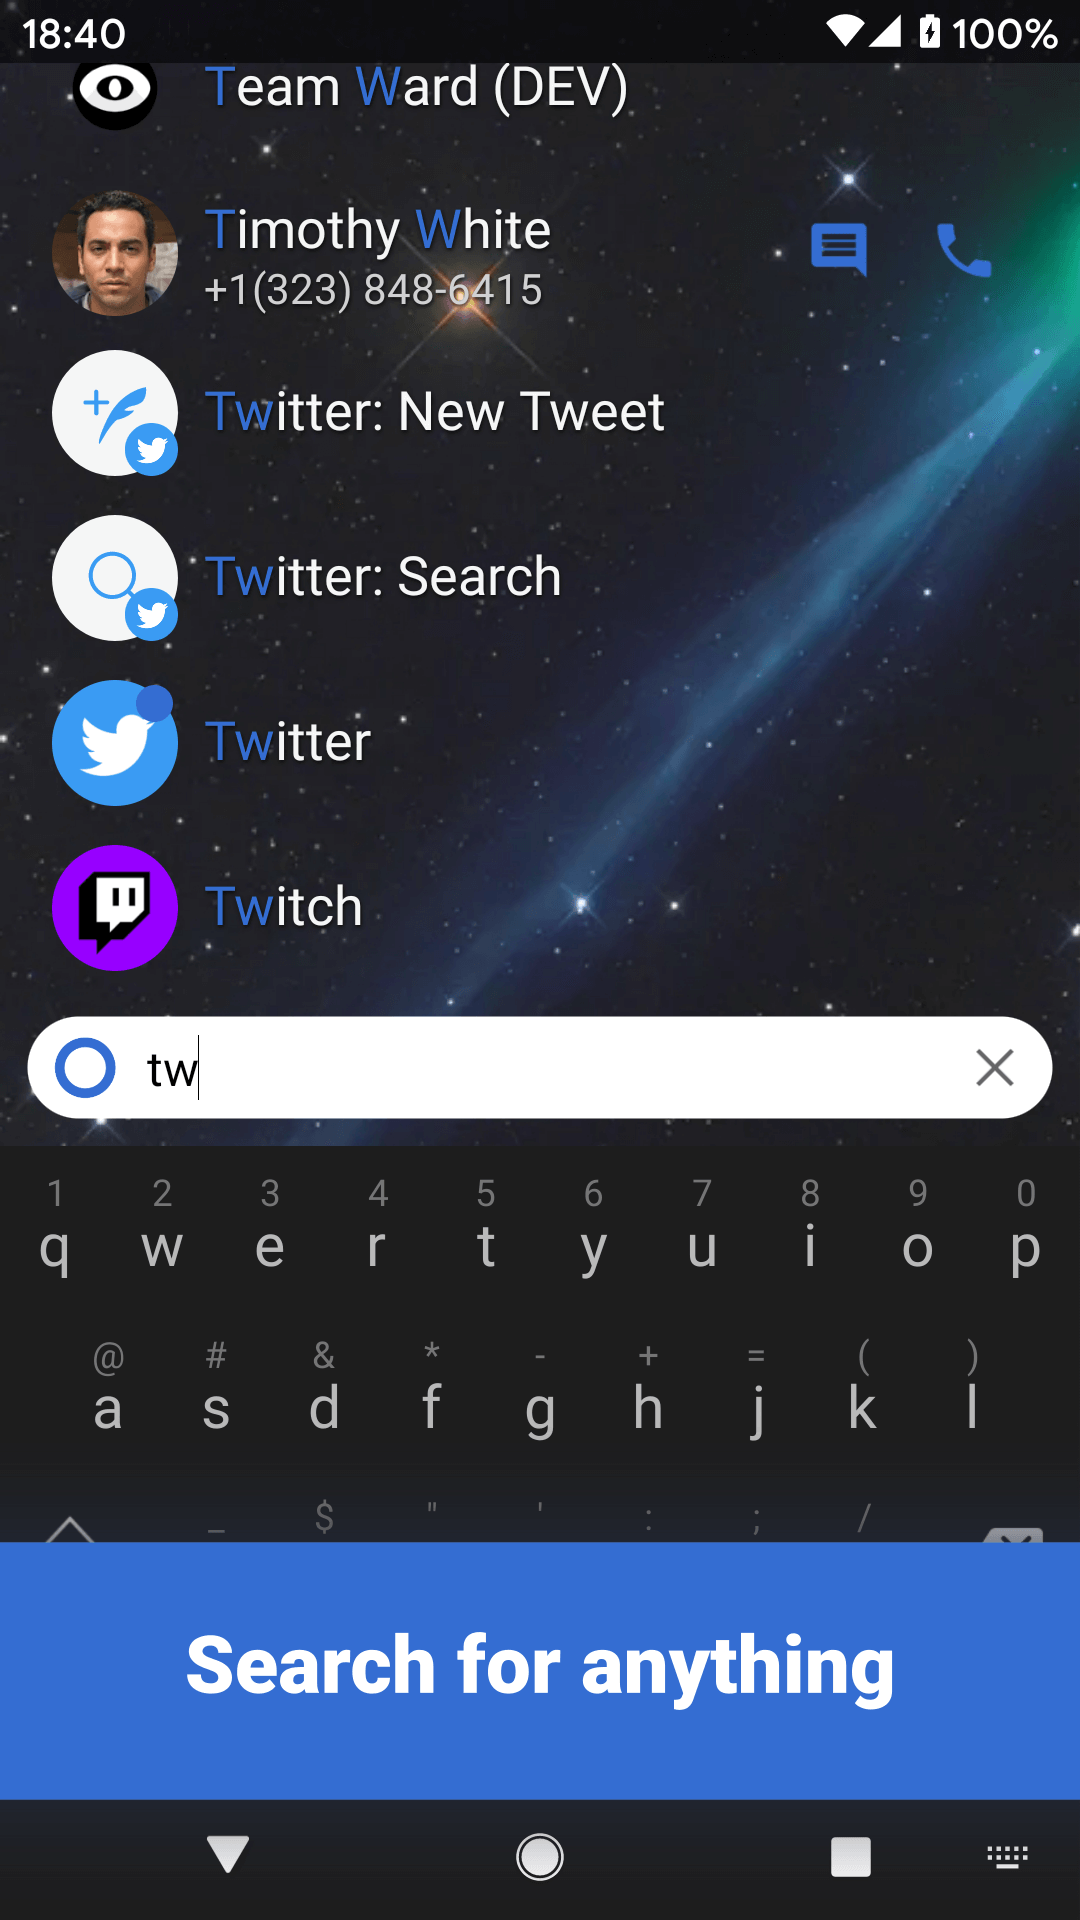 18:40
100%
Team Ward (DEV)
Timothy White
+1(323) 848-6415
Twitter: New Tweet
Twitter: Search
Twitter
Twitch
tw
1 2 3 4 5 6 7 8 9 0
q w e r t y u i o p
@ # & * - + = ( )
a s d f g h j k l
_ $ " ' : ; /
Search for anything